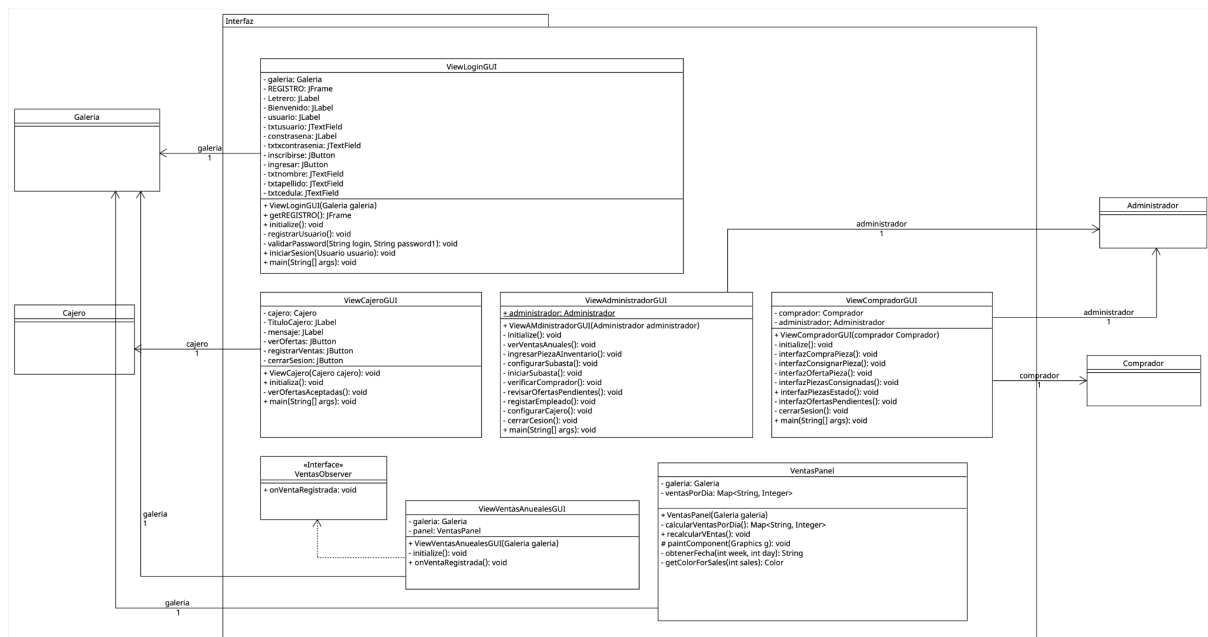 Interfaz
ViewLoginGUI
- galeria: Galeria
- REGISTRO: JFrame
- Letrero: JLabel
- Bienvenido: JLabel
- usuario: JLabel
- txtusuario: JTextField
- constrasena: JLabel
- txtxcontrasenia: JTextField
- inscribirse: JButton
- ingresar: JButton
- txtnombre: JTextField
- txtapellido: JTextField
- txtcedula: JTextField
+ ViewLoginGUI(Galeria galeria)
+ getREGISTRO(): JFrame
+ initialize(): void
- registrarUsuario(): void
- validarPassword(String login, String password1): void
+ iniciarSesion(Usuario usuario): void
+ main(String[] args): void
Galeria
galeria
1
Administrador
administrador
1
Cajero
cajero
1
ViewCajeroGUI
- cajero: Cajero
- TituloCajero: JLabel
- mensaje: JLabel
- verOfertas: JButton
- registrarVentas: JButton
- cerrarSesion: JButton
+ ViewCajero(Cajero cajero): void
+ initializa(): void
- verOfertasAceptadas(): void
+ main(String[] args): void
ViewAdministradorGUI
+ administrador: Administrador
+ ViewAMdinistradorGUI(Administrador administrador)
- initialize(): void
- verVentasAnuales(): void
- ingresarPiezaAInventario(): void
- configurarSubasta(): void
- iniciarSubasta(): void
- verificarComprador(): void
- revisarOfertasPendientes(): void
- registarEmpleado(): void
- configurarCajero(): void
- cerrarCesion(): void
+ main(String[] args): void
ViewCompradorGUI
- comprador: Comprador
- administrador: Administrador
+ ViewCompradorGUI(comprador Comprador)
- initialize(): void
- interfazCompraPieza(): void
- interfazConsignarPieza(): void
- interfazOfertaPieza(): void
- interfazPiezasConsignadas(): void
+ interfazPiezasEstado(): void
- interfazOfertasPendientes(): void
- cerrarSesion(): void
+ main(String[] args): void
administrador
1
Comprador
comprador
1
«Interface»
VentasObserver
+ onVentaRegistrada: void
galeria
1
ViewVentasAnuealesGUI
- galeria: Galeria
- panel: VentasPanel
+ ViewVentasAnuealesGUI(Galeria galeria)
- initialize(): void
+ onVentaRegistrada(): void
VentasPanel
- galeria: Galeria
- ventasPorDia: Map<String, Integer>
+ VentasPanel(Galeria galeria)
- calcularVentasPorDia(): Map<String, Integer>
+ recalcularVEntas(): void
# paintComponent(Graphics g): void
- obtenerFecha(int week, int day): String
- getColorForSales(int sales): Color
galeria
1